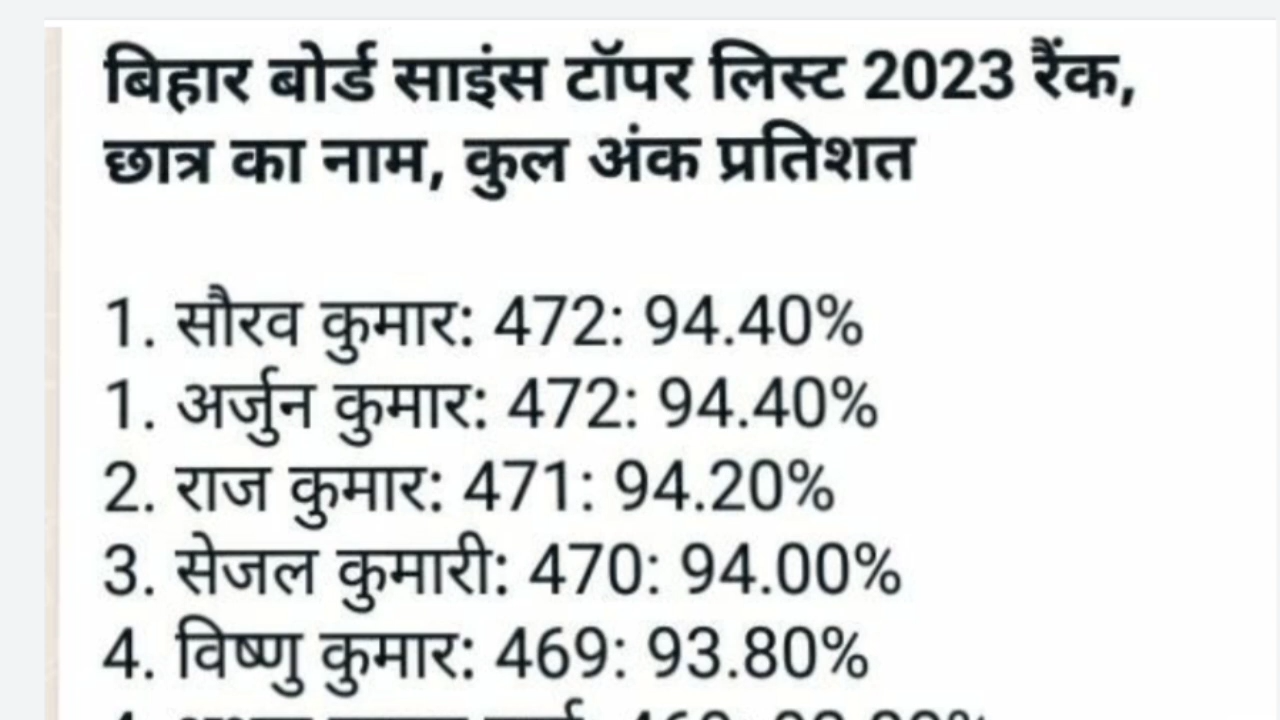 बिहार बोर्ड साइंस टॉपर लिस्ट 2023 रैंक,
छात्र का नाम, कुल अंक प्रतिशत
1. सौरव कुमार: 472: 94.40%
1. अर्जुन कुमार: 472: 94.40%
2. राज कुमार: 471: 94.20%
3. सेजल कुमारी: 470: 94.00%
4. विष्णु कुमार: 469: 93.80%